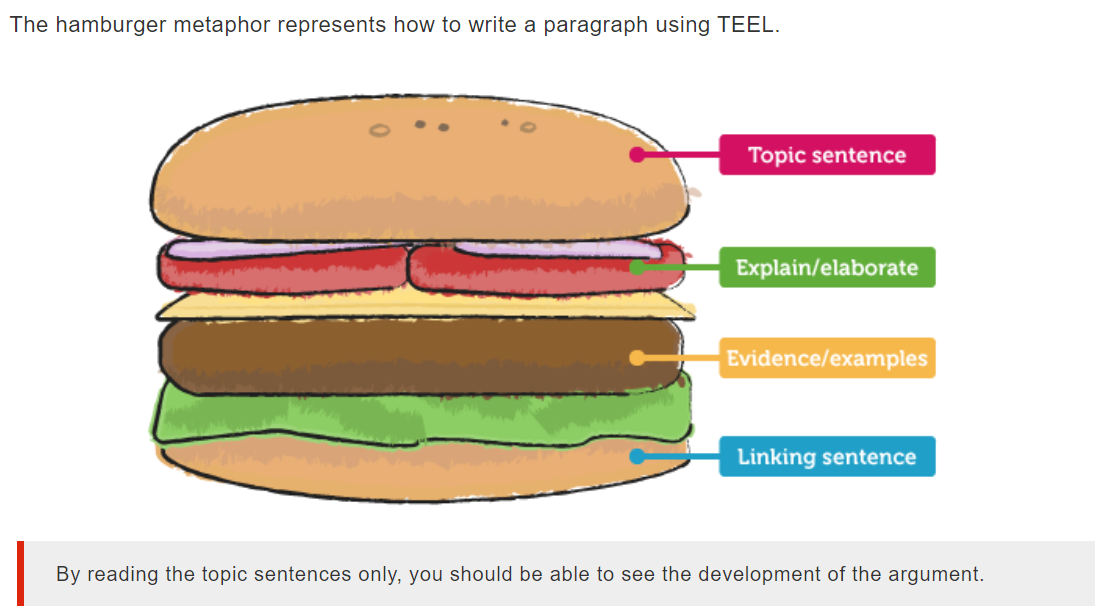 The hamburger metaphor represents how to write a paragraph using TEEL.
Topic sentence
Explain/elaborate
Evidence/examples
Linking sentence
By reading the topic sentences only, you should be able to see the development of the argument.